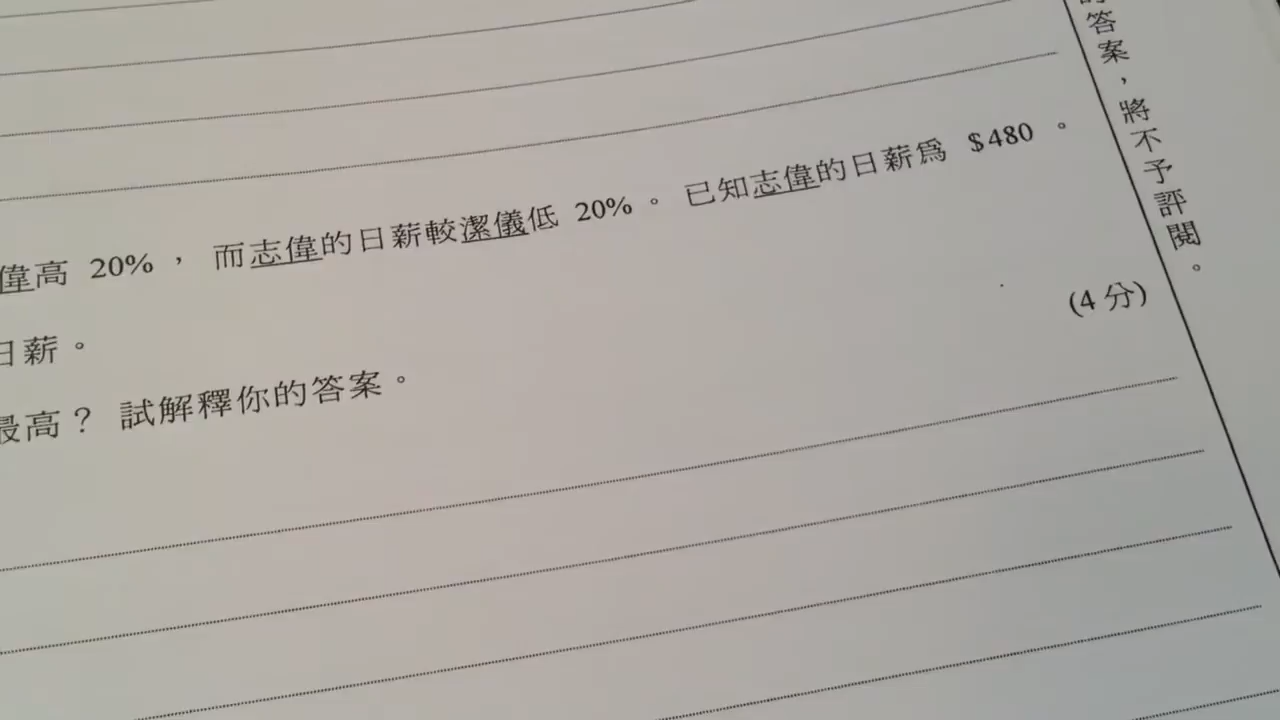 偉高 20% ， 而志偉的日薪較潔儀低 20% 。 已知志偉的日薪為 $480 。
日薪。
(4 分)
最高？ 試解釋你的答案。
答案，將不予評閱。